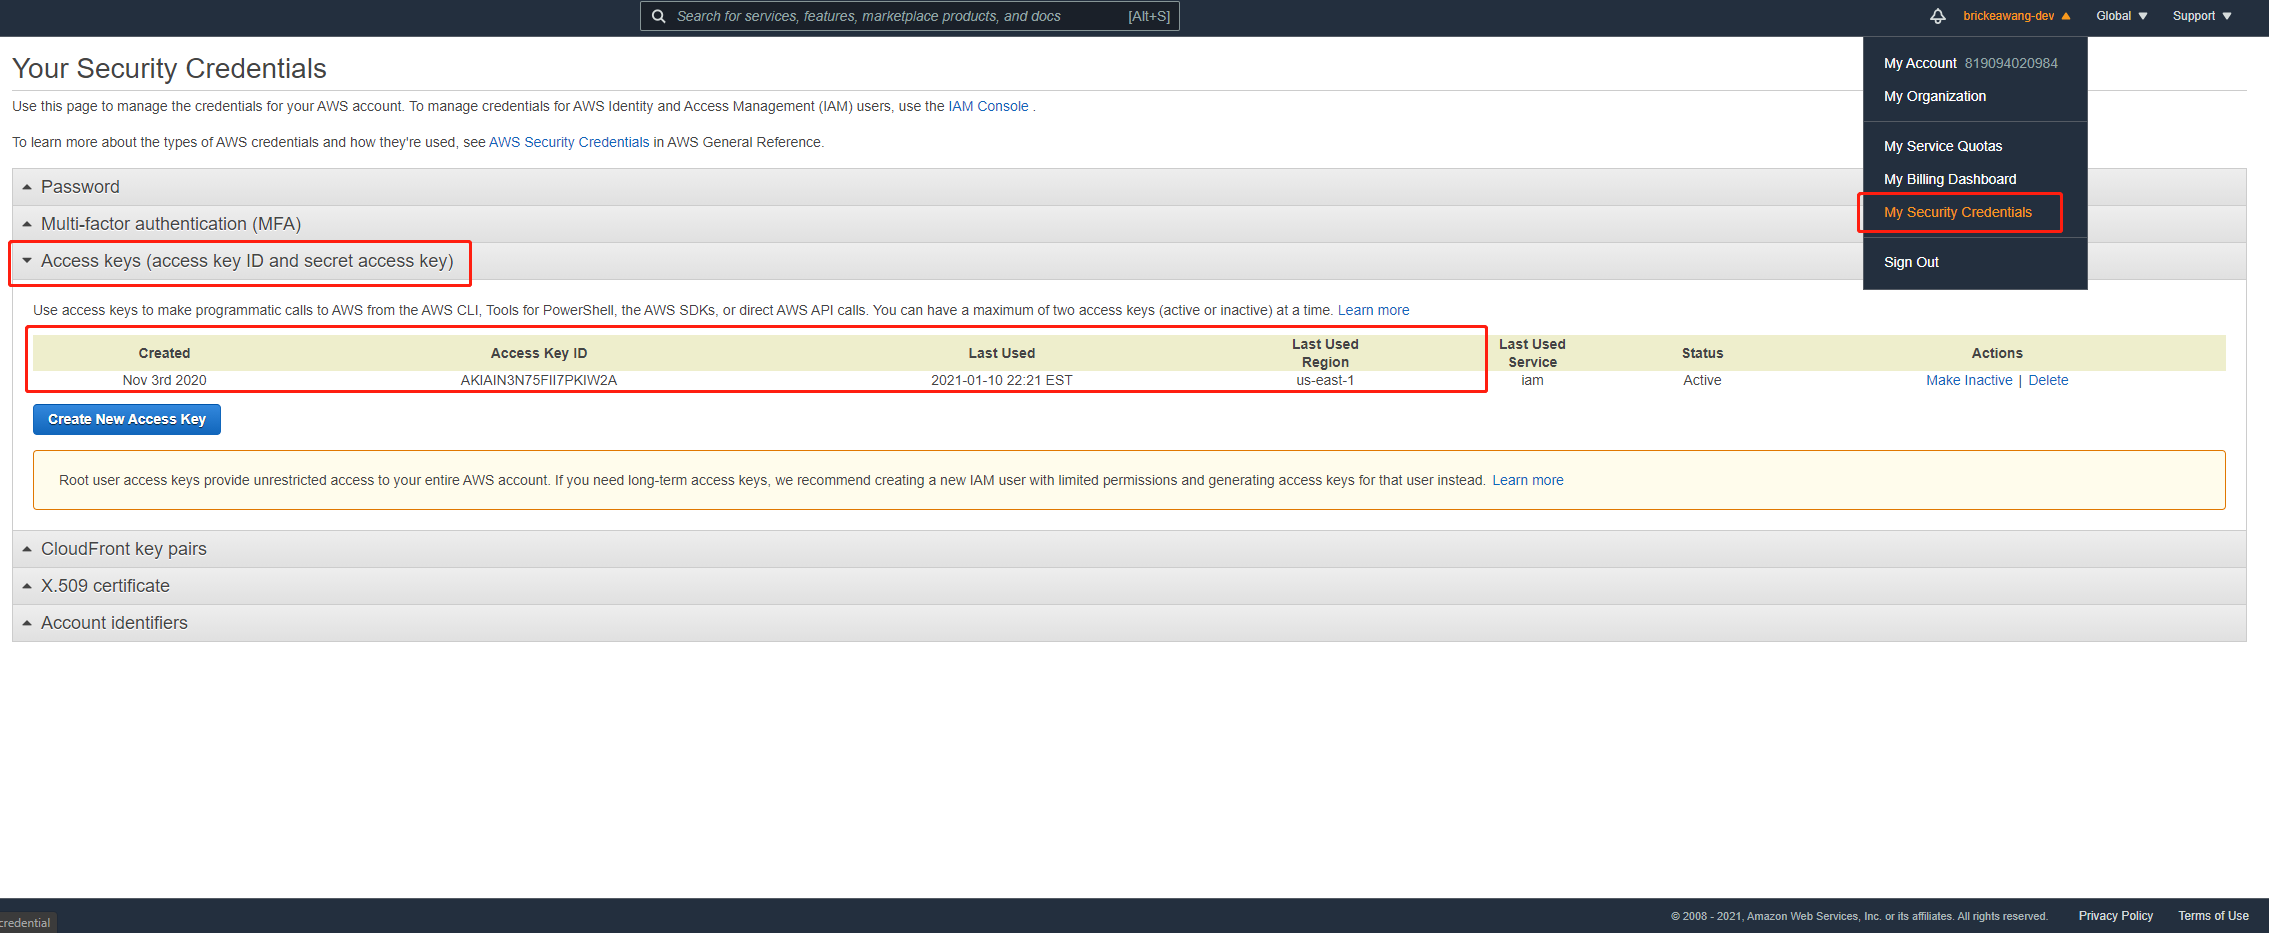 Search for services, features, marketplace products, and docs [Alt+S]
brickeawang-dev Global Support
My Account 819094020984
My Organization
My Service Quotas
My Billing Dashboard
My Security Credentials
Sign Out
Your Security Credentials
Use this page to manage the credentials for your AWS account. To manage credentials for AWS Identity and Access Management (IAM) users, use the IAM Console .
To learn more about the types of AWS credentials and how they're used, see AWS Security Credentials in AWS General Reference.
Password
Multi-factor authentication (MFA)
Access keys (access key ID and secret access key)
Use access keys to make programmatic calls to AWS from the AWS CLI, Tools for PowerShell, the AWS SDKs, or direct AWS API calls. You can have a maximum of two access keys (active or inactive) at a time. Learn more
Created Access Key ID Last Used Last Used Region Last Used Service Status Actions
Nov 3rd 2020 AKIAIN3N75FII7PKIW2A 2021-01-10 22:21 EST us-east-1 iam Active Make Inactive | Delete
Create New Access Key
Root user access keys provide unrestricted access to your entire AWS account. If you need long-term access keys, we recommend creating a new IAM user with limited permissions and generating access keys for that user instead. Learn more
CloudFront key pairs
X.509 certificate
Account identifiers
credential
© 2008 - 2021, Amazon Web Services, Inc. or its affiliates. All rights reserved. Privacy Policy Terms of Use